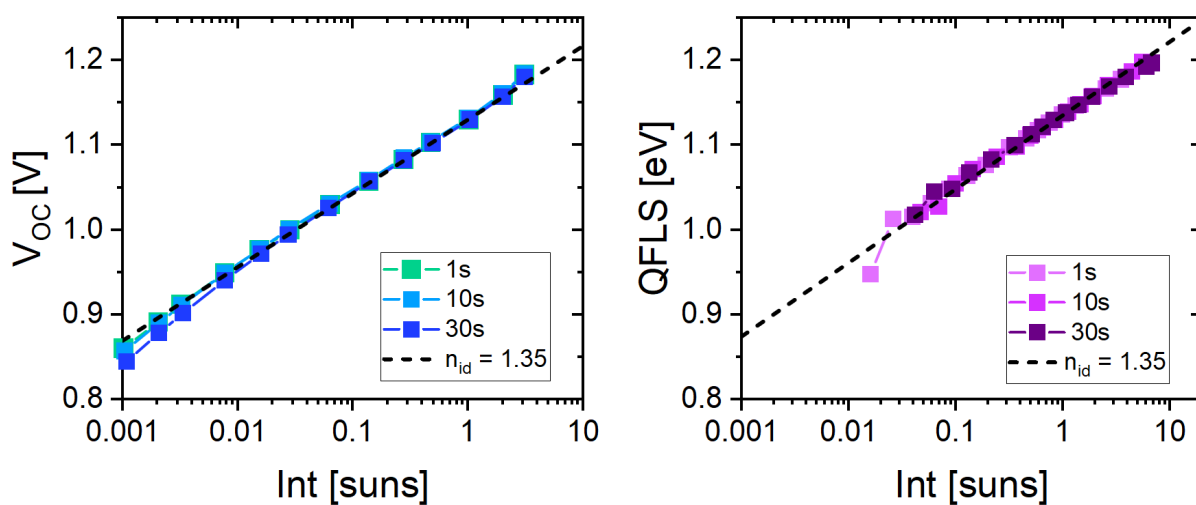 V_OC [V]
1.2
1.1
1.0
0.9
0.8
1s
10s
30s
n_id = 1.35
0.001
0.01
0.1
1
10
Int [suns]
QFLS [eV]
1.2
1.1
1.0
0.9
0.8
1s
10s
30s
n_id = 1.35
0.001
0.01
0.1
1
10
Int [suns]